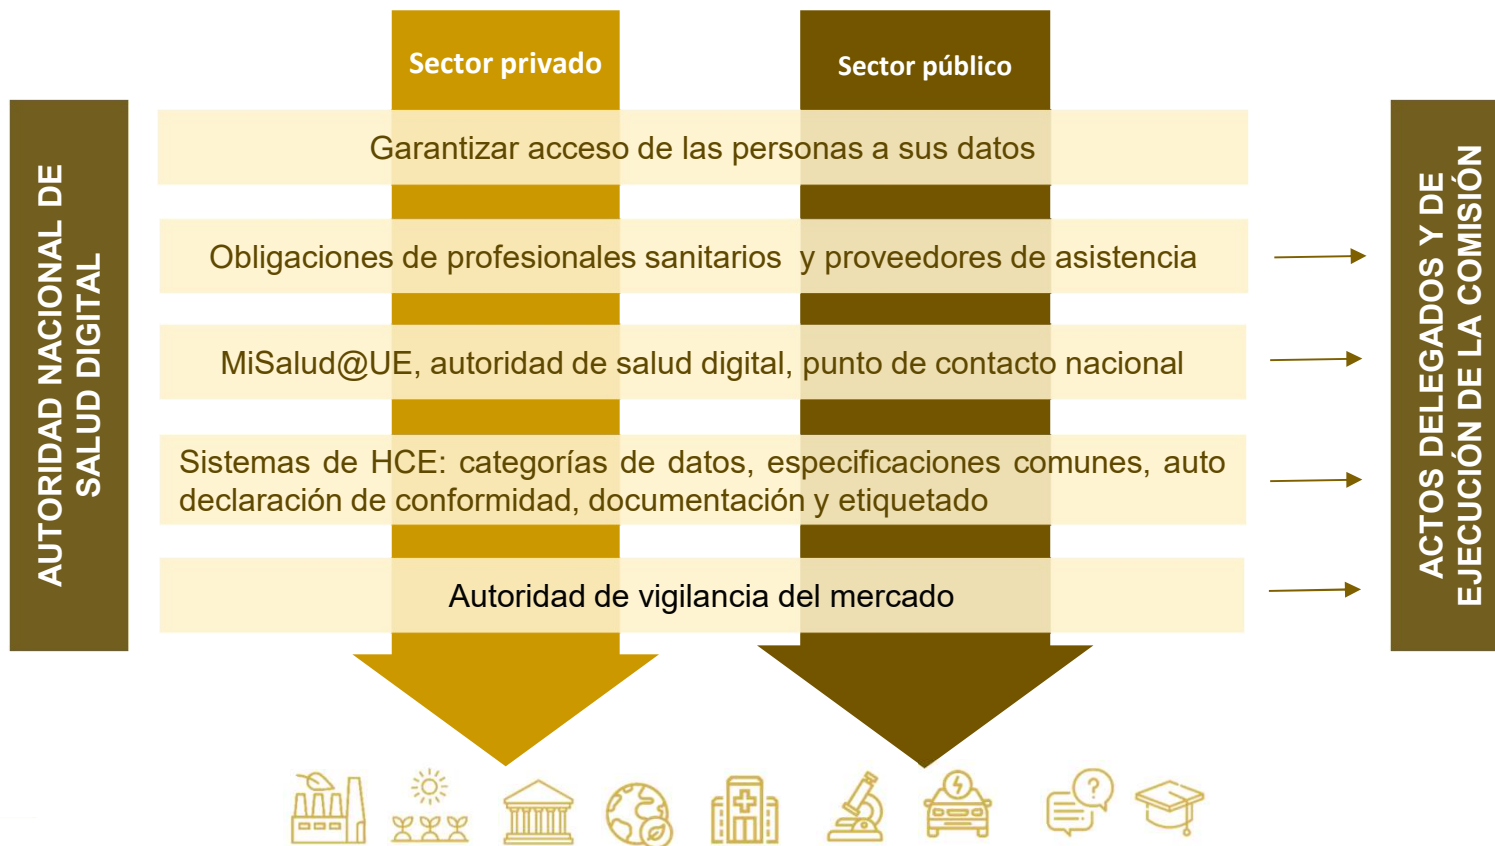 Sector privado
Sector público
AUTORIDAD NACIONAL DE
SALUD DIGITAL
Garantizar acceso de las personas a sus datos
Obligaciones de profesionales sanitarios y proveedores de asistencia
MiSalud@UE, autoridad de salud digital, punto de contacto nacional
Sistemas de HCE: categorías de datos, especificaciones comunes, auto
declaración de conformidad, documentación y etiquetado
Autoridad de vigilancia del mercado
ACTOS DELEGADOS Y DE
EJECUCIÓN DE LA COMISIÓN